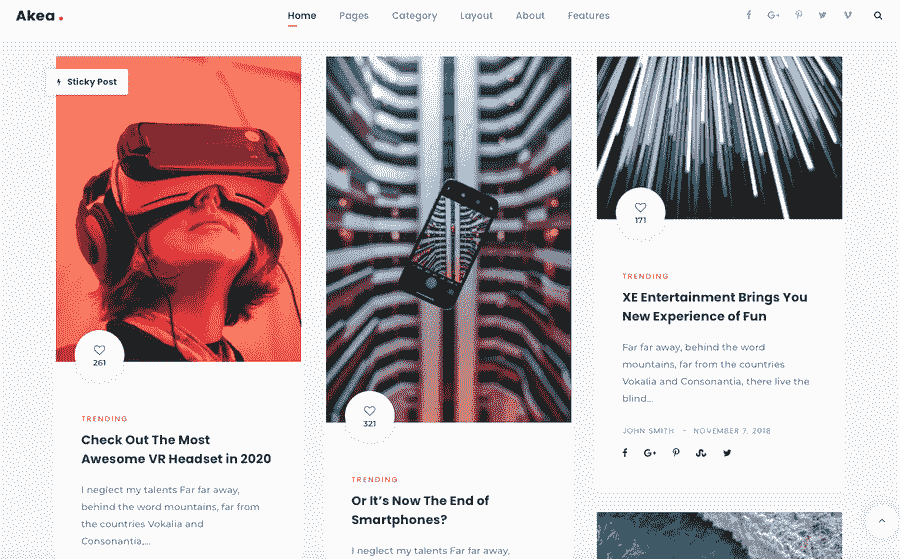 Akea.
Home Pages Category Layout About Features
Sticky Post
261
TRENDING
Check Out The Most
Awesome VR Headset in 2020
I neglect my talents Far far away,
behind the word mountains, far from
the countries Vokalia and
Consonantia,...
321
TRENDING
Or It’s Now The End of
Smartphones?
I neglect my talents Far far away,
171
TRENDING
XE Entertainment Brings You
New Experience of Fun
Far far away, behind the word
mountains, far from the countries
Vokalia and Consonantia, there live the
blind...
JOHN SMITH - NOVEMBER 7, 2018